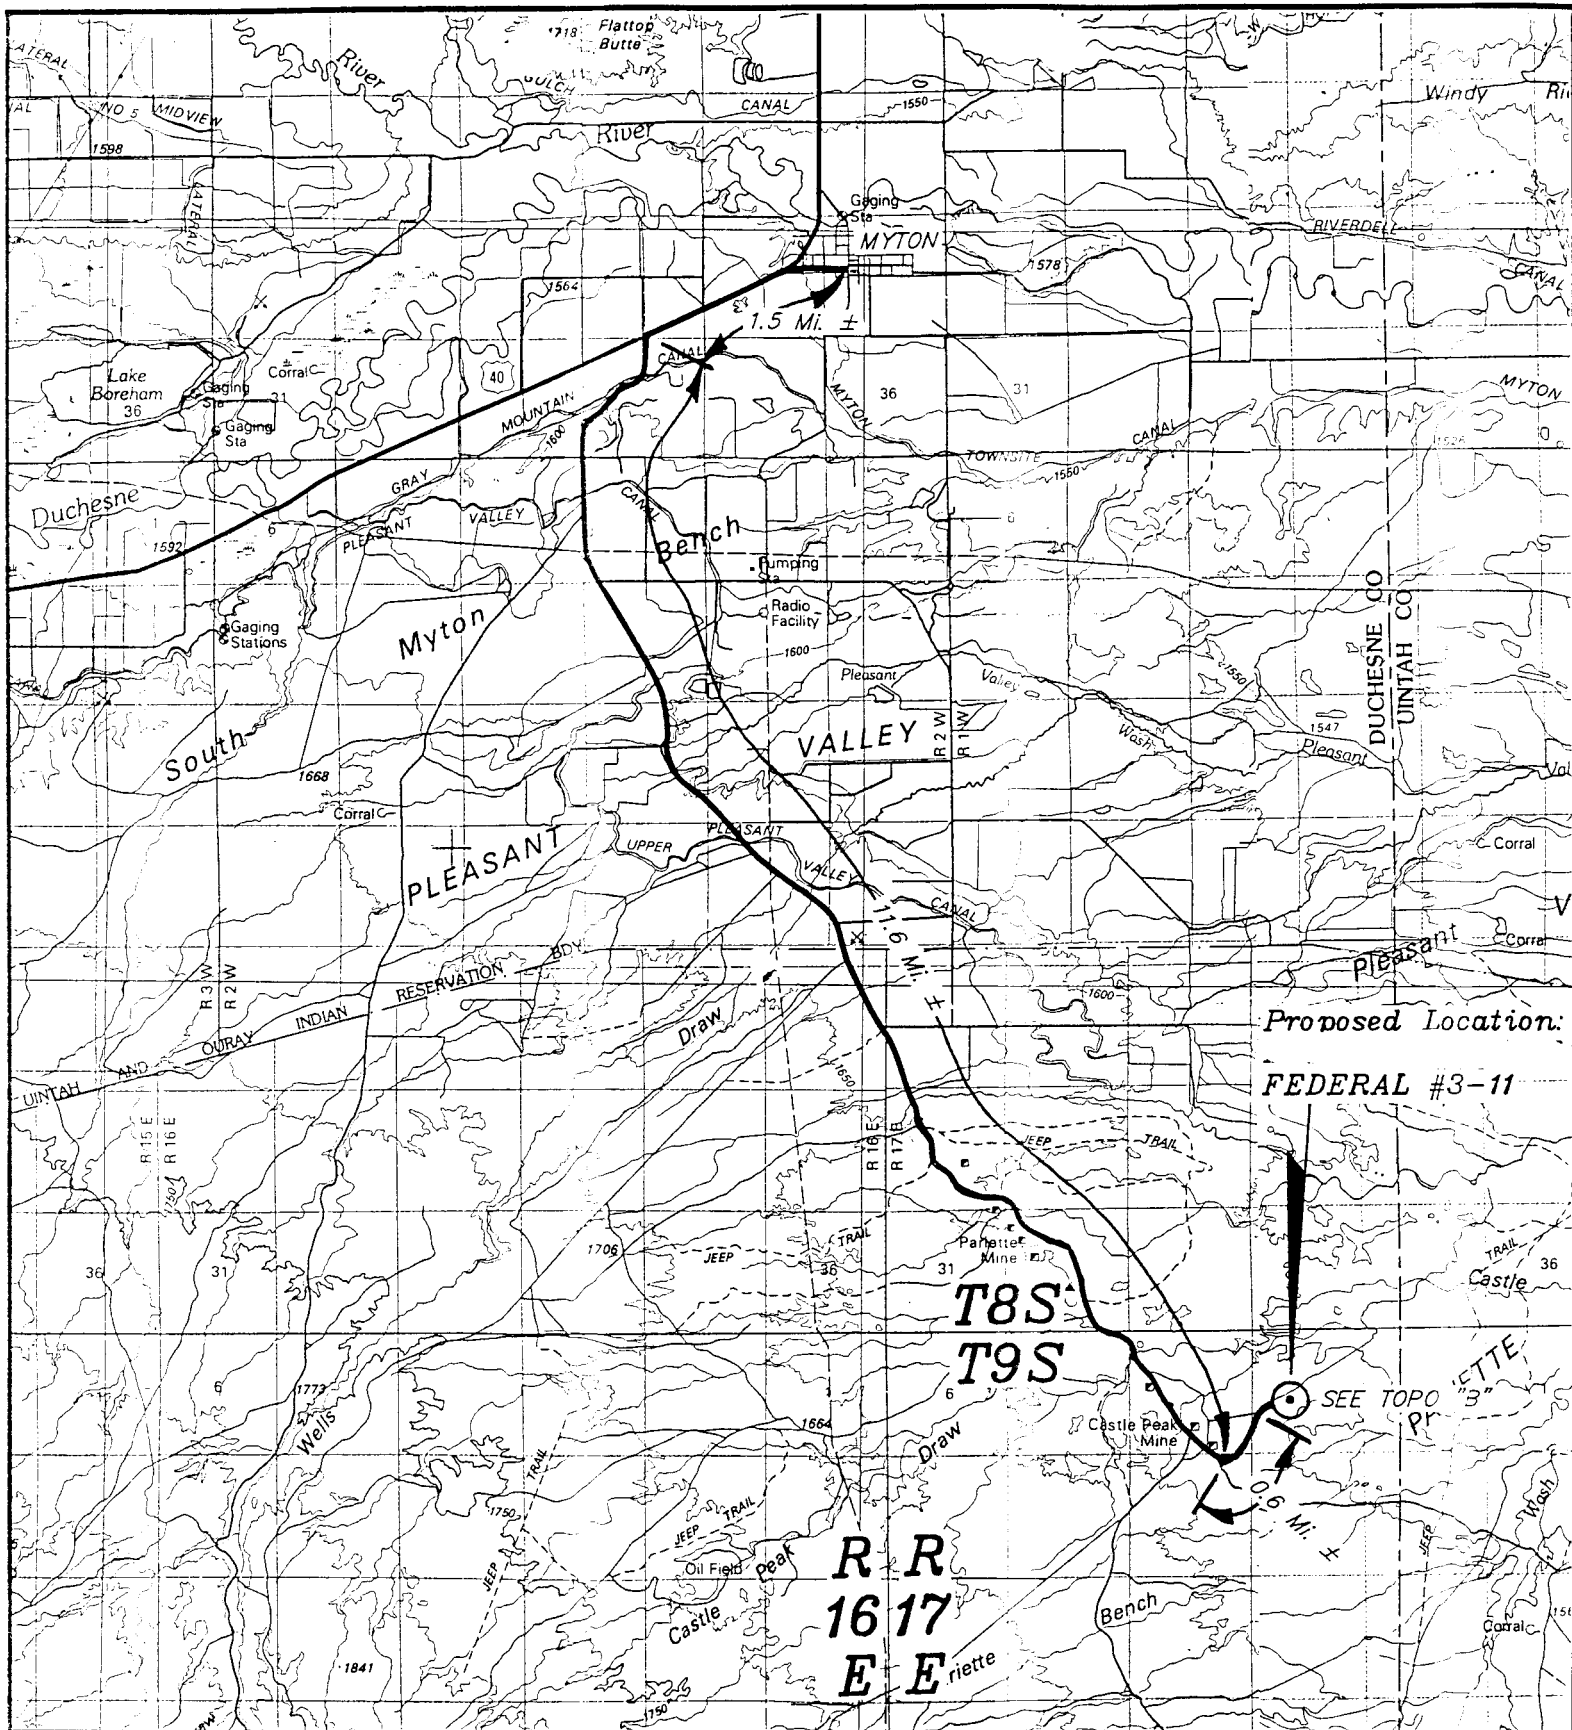 718 Flattop
Butte
LATERAL
River
GULCH
CANAL
1550
Windy
NO 5 MIDVIEW
River
1598
LATERAL
Gaging
Sta
MYTON
RIVERDELL
CANAL
1578
1564
1.5 Mi. ±
CANAL
Lake
Boreham
36
Gaging
Sta
Corral
31
40
36
31
MYTON
Gaging
Sta
MOUNTAIN
1600
MYTON
CANAL
TOWNSITE
1550
GRAY
Duchesne
6
VALLEY
CANAL
PLEASANT
6
1592
Bench
Pumping
Sta
Radio
Facility
DUCHESNE CO
UINTAH CO
Gaging
Stations
Myton
1600
Pleasant
Valley
1550
1547
Wash
Pleasant
VALLEY
R 2 W
R 1 W
South
1668
Corral
PLEASANT
UPPER
PLEASANT
VALLEY
CANAL
Corral
11.6 Mi. ±
Pleasant
V
UINTAH AND OURAY INDIAN RESERVATION BDY
R 3 W
R 2 W
Draw
1600
Proposed Location:
FEDERAL #3-11
1650
R 15 E
R 16 E
R 16 E
R 17 E
JEEP
TRAIL
1750
1706
JEEP
TRAIL
Pariette
Mine
36
31
36
31
TRAIL
36
Castle
T8S
T9S
6
1773
Wells
6
1664
Draw
Castle Peak
Mine
SEE TOPO "B"
TRAIL
1750
JEEP
TRAIL
0.6 Mi. ±
Wash
JEEP
JEEP
Oil Field
Peak
Castle
R R
16 17
E E
riette
Bench
Corral
1841
1750